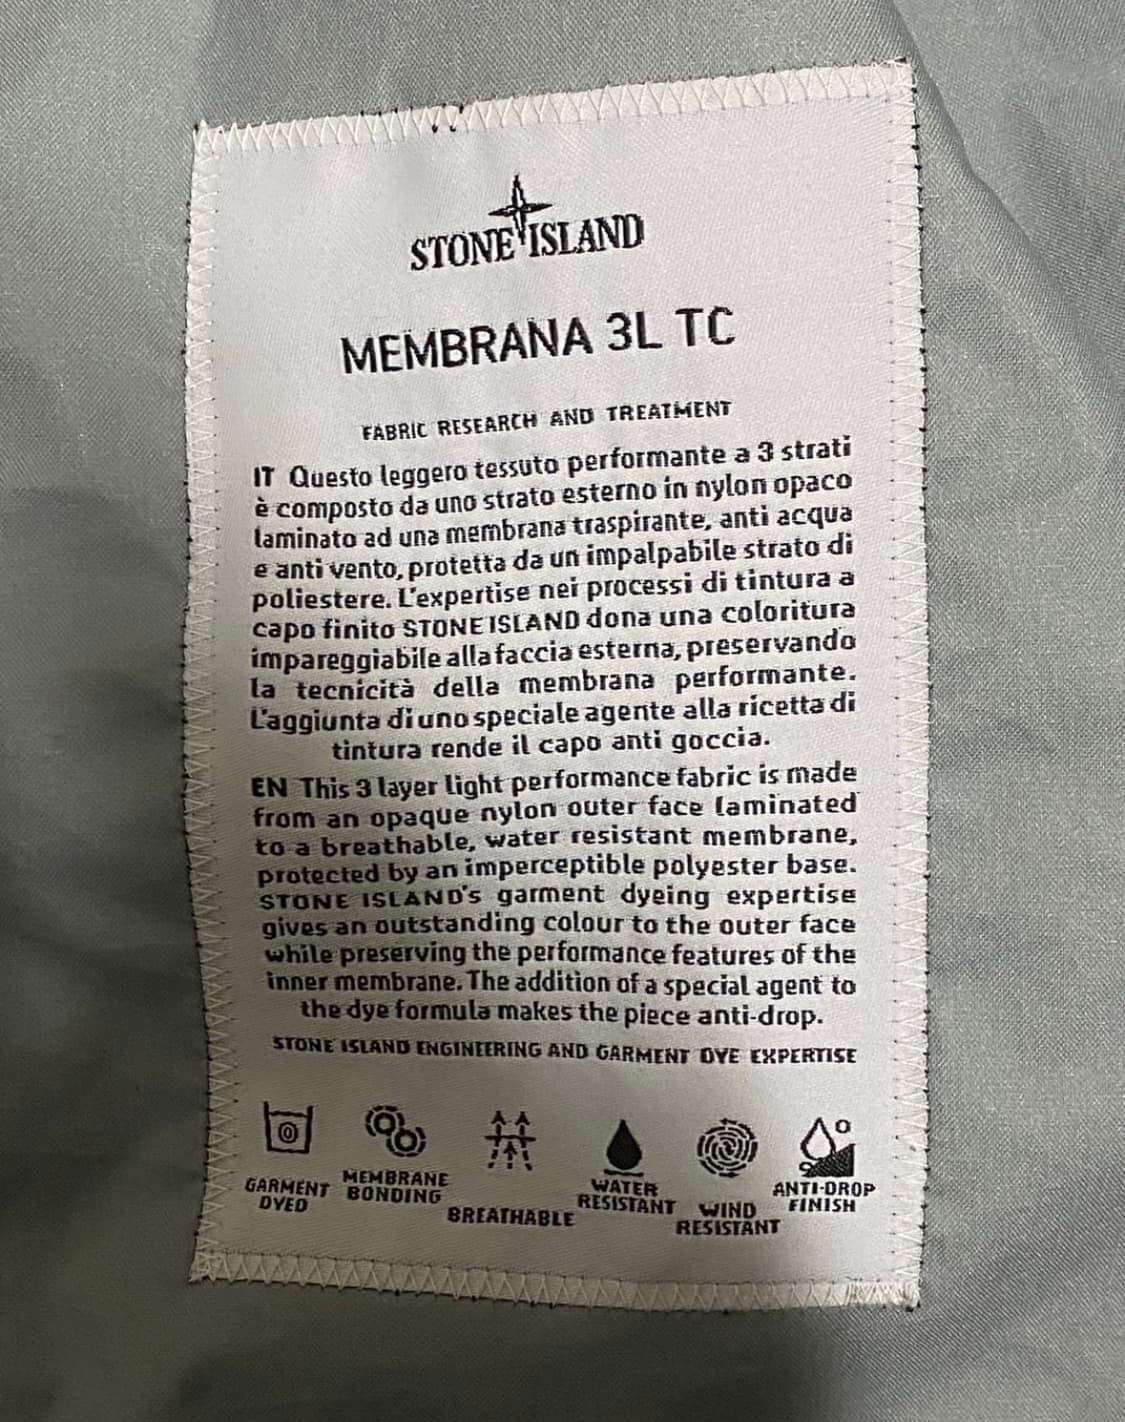 STONE ISLAND
MEMBRANA 3L TC
FABRIC RESEARCH AND TREATMENT
IT Questo leggero tessuto performante a 3 strati
è composto da uno strato esterno in nylon opaco
laminato ad una membrana traspirante, anti acqua
e anti vento, protetta da un impalpabile strato di
poliestere. L'expertise nei processi di tintura a
capo finito STONE ISLAND dona una coloritura
impareggiabile alla faccia esterna, preservando
la tecnicità della membrana performante.
L'aggiunta di uno speciale agente alla ricetta di
tintura rende il capo anti goccia.
EN This 3 layer light performance fabric is made
from an opaque nylon outer face laminated
to a breathable, water resistant membrane,
protected by an imperceptible polyester base.
STONE ISLAND's garment dyeing expertise
gives an outstanding colour to the outer face
while preserving the performance features of the
inner membrane. The addition of a special agent to
the dye formula makes the piece anti-drop.
STONE ISLAND ENGINEERING AND GARMENT DYE EXPERTISE
GARMENT
DYED
MEMBRANE
BONDING
BREATHABLE
WATER
RESISTANT
WIND
RESISTANT
ANTI-DROP
FINISH